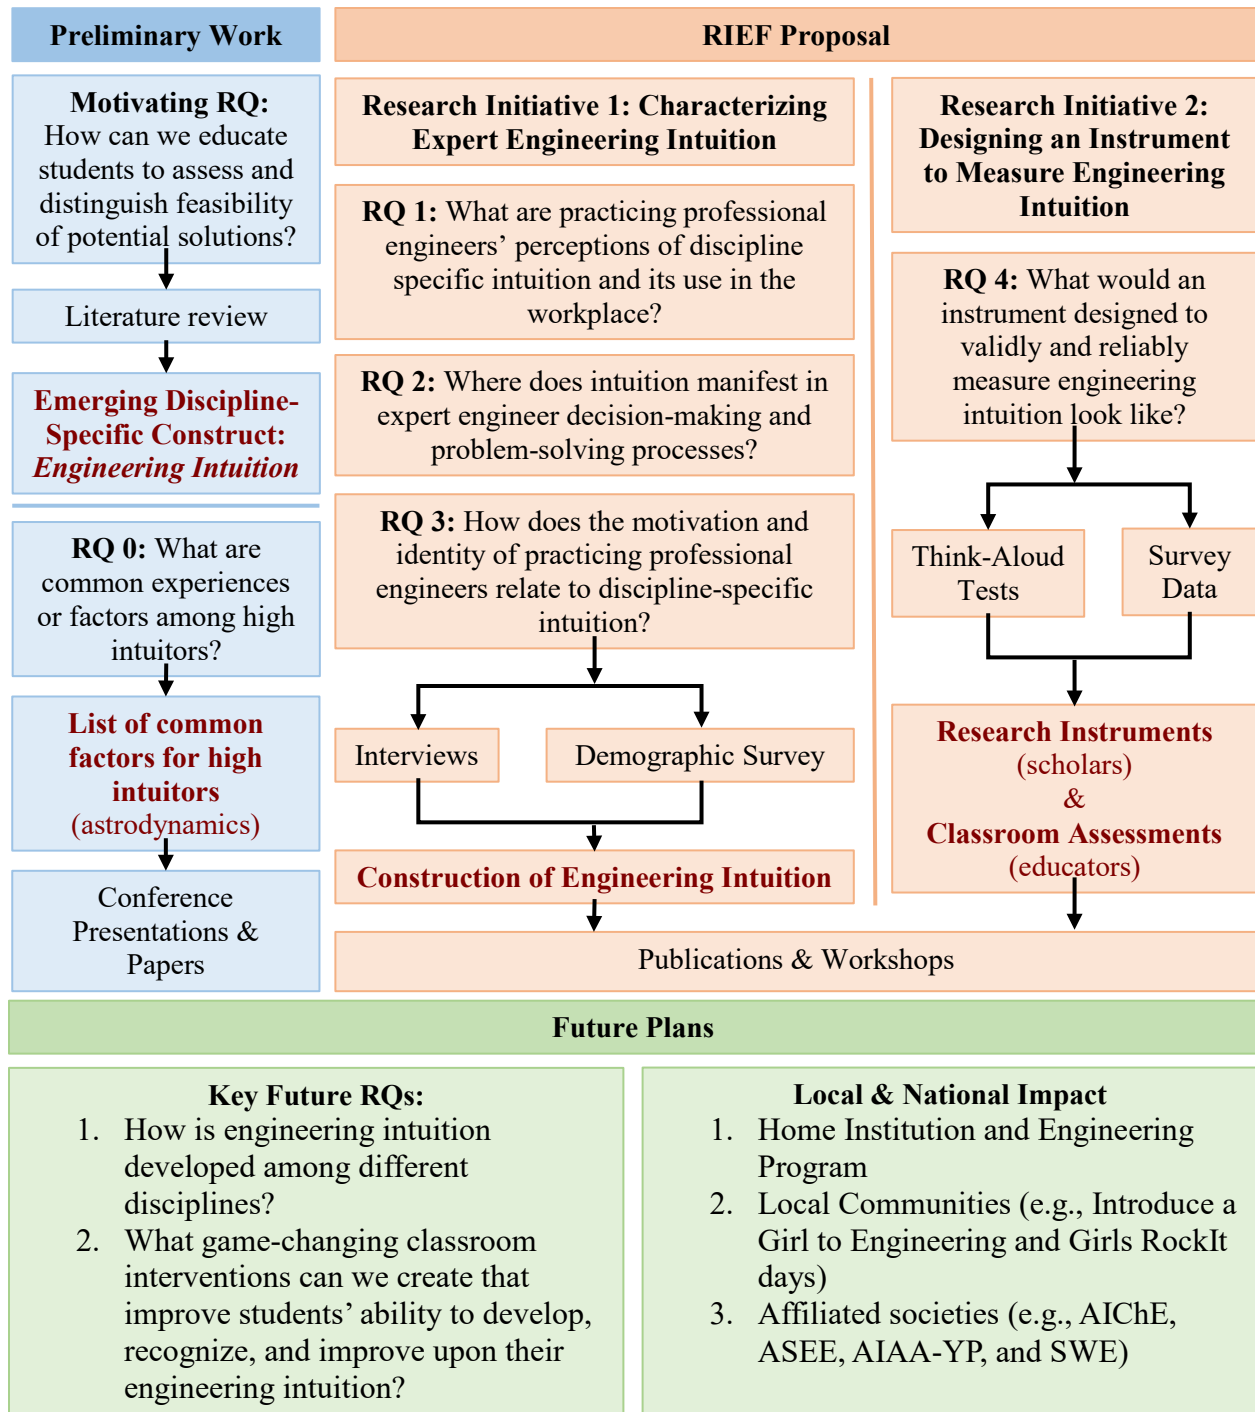 Preliminary Work
RIEF Proposal
Motivating RQ:
How can we educate
students to assess and
distinguish feasibility
of potential solutions?
Literature review
Emerging Discipline-
Specific Construct:
Engineering Intuition
RQ 0: What are
common experiences
or factors among high
intuitors?
List of common
factors for high
intuitors
(astrodynamics)
Conference
Presentations &
Papers
Research Initiative 1: Characterizing
Expert Engineering Intuition
RQ 1: What are practicing professional
engineers’ perceptions of discipline
specific intuition and its use in the
workplace?
RQ 2: Where does intuition manifest in
expert engineer decision-making and
problem-solving processes?
RQ 3: How does the motivation and
identity of practicing professional
engineers relate to discipline-specific
intuition?
Interviews
Demographic Survey
Construction of Engineering Intuition
Research Initiative 2:
Designing an Instrument
to Measure Engineering
Intuition
RQ 4: What would an
instrument designed to
validly and reliably
measure engineering
intuition look like?
Think-Aloud
Tests
Survey
Data
Research Instruments
(scholars)
&
Classroom Assessments
(educators)
Publications & Workshops
Future Plans
Key Future RQs:
1. How is engineering intuition
developed among different
disciplines?
2. What game-changing classroom
interventions can we create that
improve students’ ability to develop,
recognize, and improve upon their
engineering intuition?
Local & National Impact
1. Home Institution and Engineering
Program
2. Local Communities (e.g., Introduce a
Girl to Engineering and Girls RockIt
days)
3. Affiliated societies (e.g., AIChE,
ASEE, AIAA-YP, and SWE)